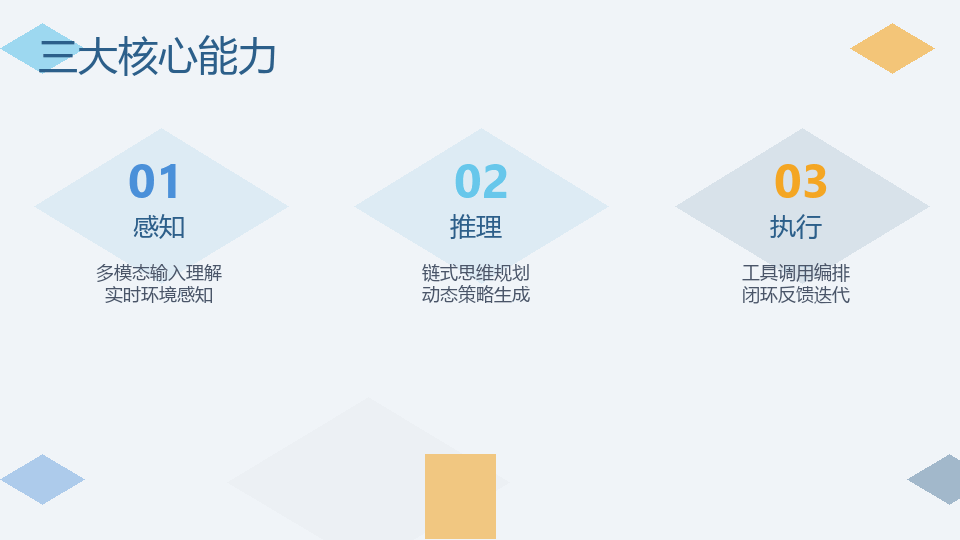 三大核心能力
01
感知
多模态输入理解
实时环境感知
02
推理
链式思维规划
动态策略生成
03
执行
工具调用编排
闭环反馈迭代